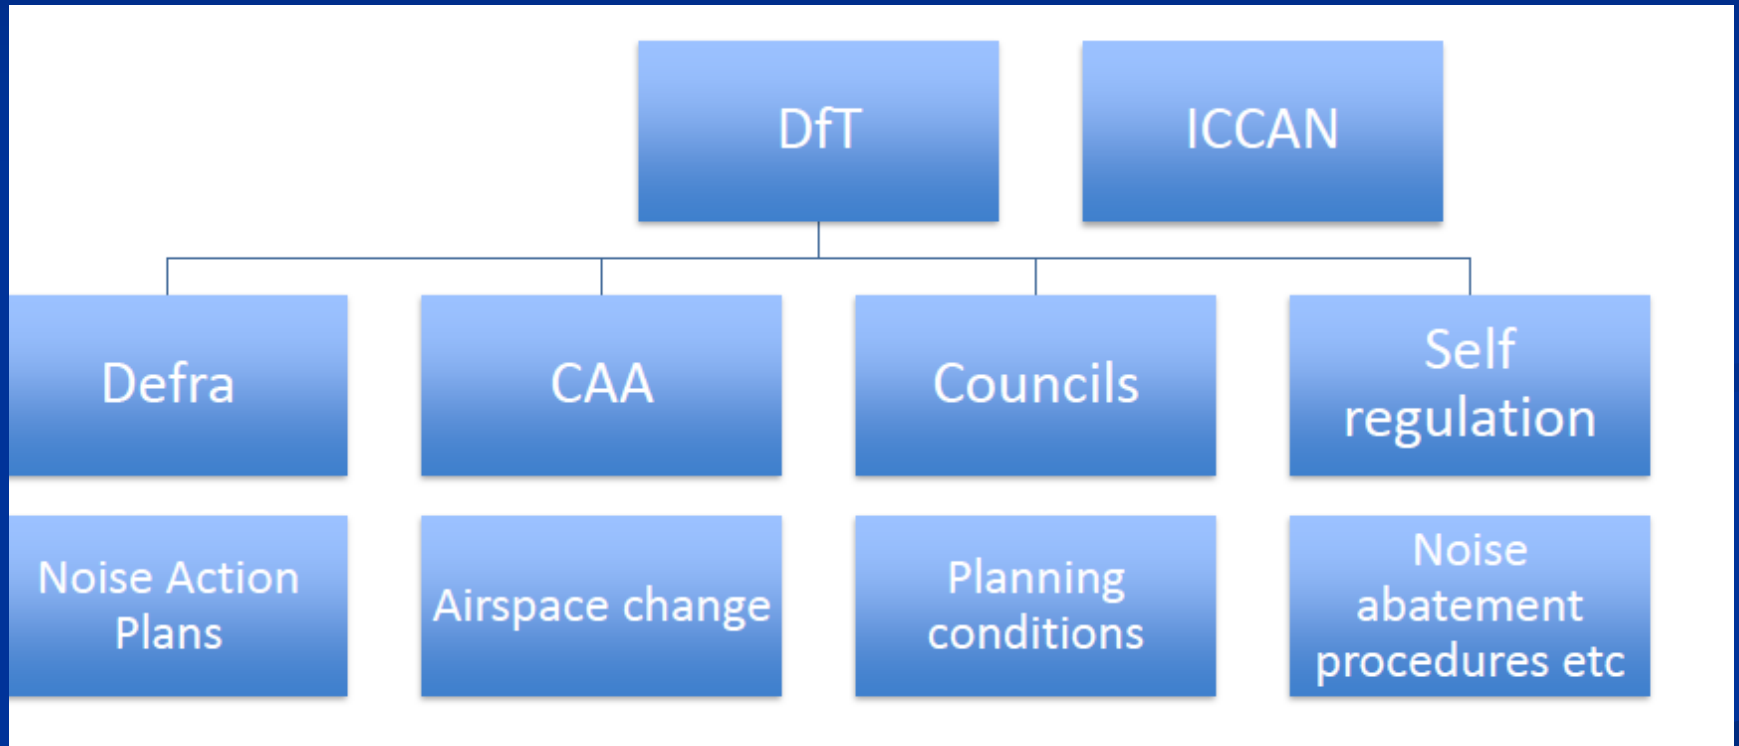 DfT
ICCAN
Defra
CAA
Councils
Self
regulation
Noise Action
Plans
Airspace change
Planning
conditions
Noise
abatement
procedures etc